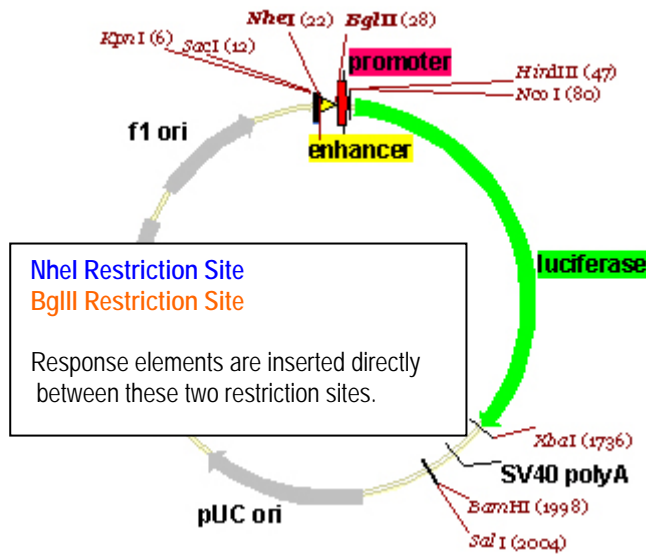 NheI (22)
BglII (28)
KpnI (6)
SacI (12)
promoter
HindIII (47)
NcoI (80)
f1 ori
enhancer
NheI Restriction Site
BglII Restriction Site
Response elements are inserted directly
between these two restriction sites.
luciferase
XbaI (1736)
SV40 polyA
BamHI (1998)
pUC ori
SalI (2004)